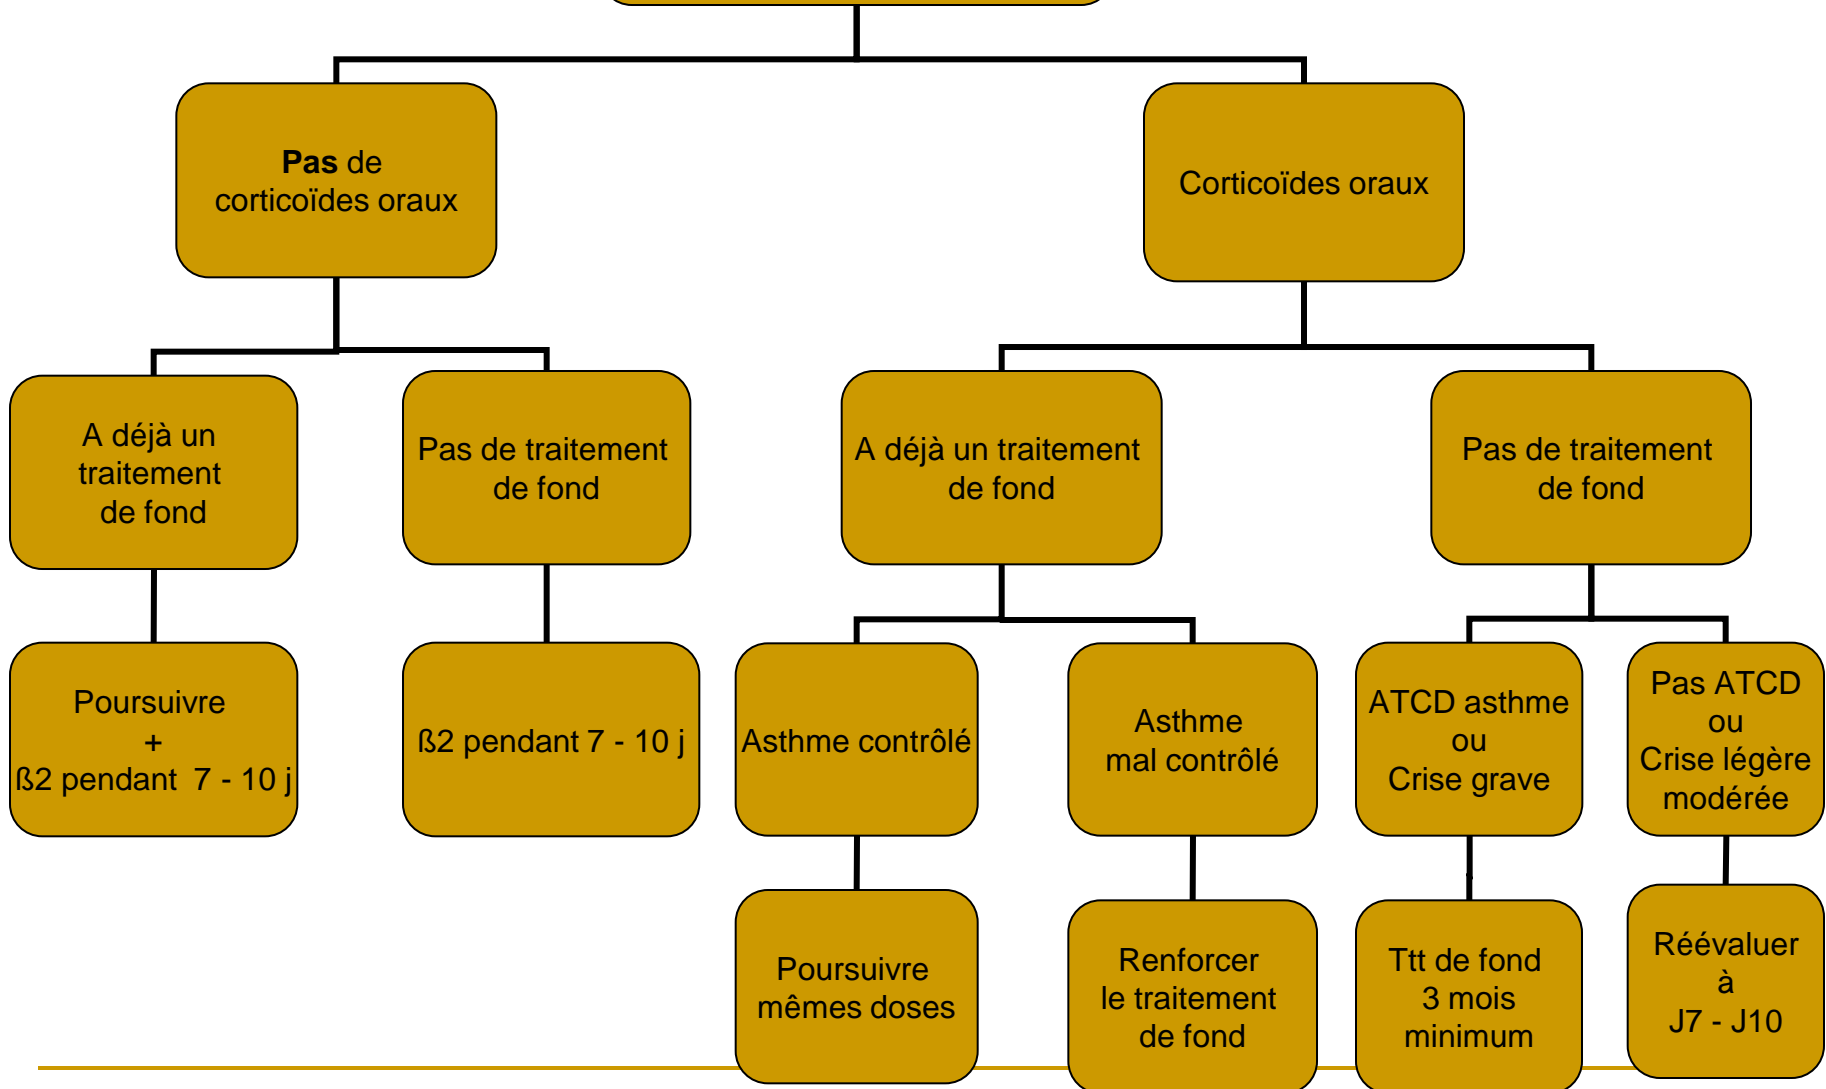 Pas de
corticoïdes oraux
Corticoïdes oraux
A déjà un
traitement
de fond
Pas de traitement
de fond
A déjà un traitement
de fond
Pas de traitement
de fond
Poursuivre
+
ß2 pendant 7 - 10 j
ß2 pendant 7 - 10 j
Asthme contrôlé
Asthme
mal contrôlé
ATCD asthme
ou
Crise grave
Pas ATCD
ou
Crise légère
modérée
Poursuivre
mêmes doses
Renforcer
le traitement
de fond
Ttt de fond
3 mois
minimum
Réévaluer
à
J7 - J10